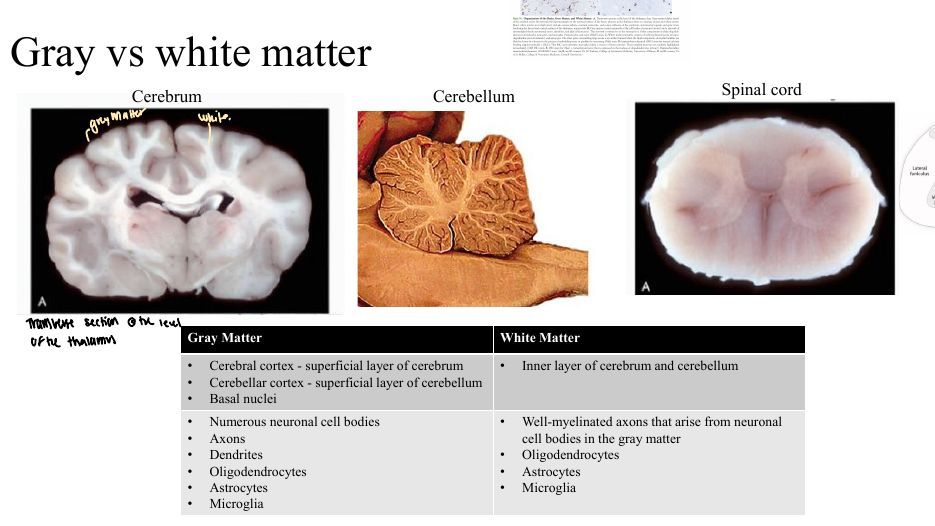 Gray vs white matter
Cerebrum
Cerebellum
Spinal cord
gray matter
white
A
A
Lateral
funiculus
Transverse section @ the level
of the thalamus
Gray Matter
White Matter
• Cerebral cortex - superficial layer of cerebrum
• Cerebellar cortex - superficial layer of cerebellum
• Basal nuclei
• Inner layer of cerebrum and cerebellum
• Numerous neuronal cell bodies
• Axons
• Dendrites
• Oligodendrocytes
• Astrocytes
• Microglia
• Well-myelinated axons that arise from neuronal
cell bodies in the gray matter
• Oligodendrocytes
• Astrocytes
• Microglia